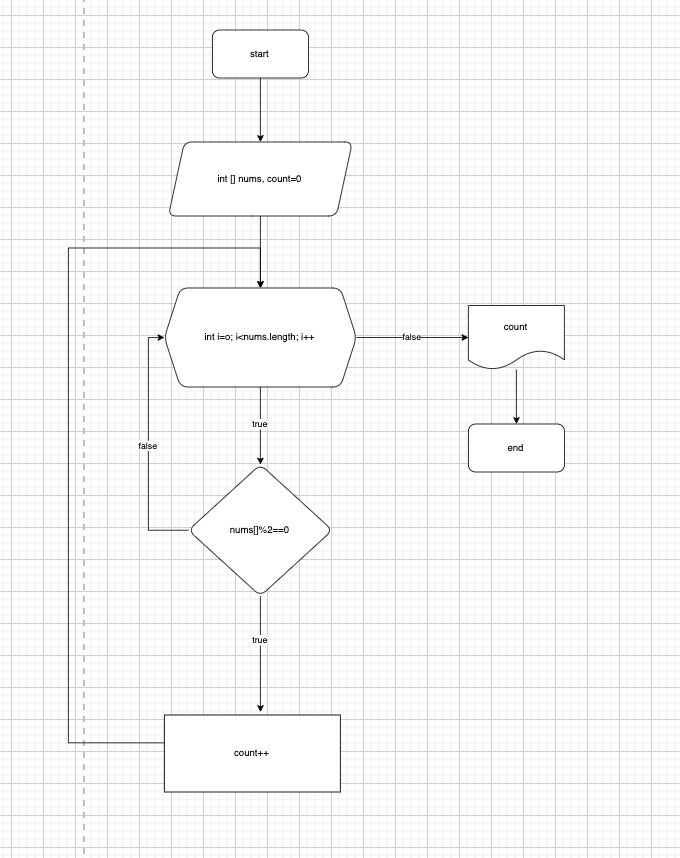 start
int [] nums, count=0
int i=o; i<nums.length; i++
false
count
true
false
end
nums[]%2==0
true
count++